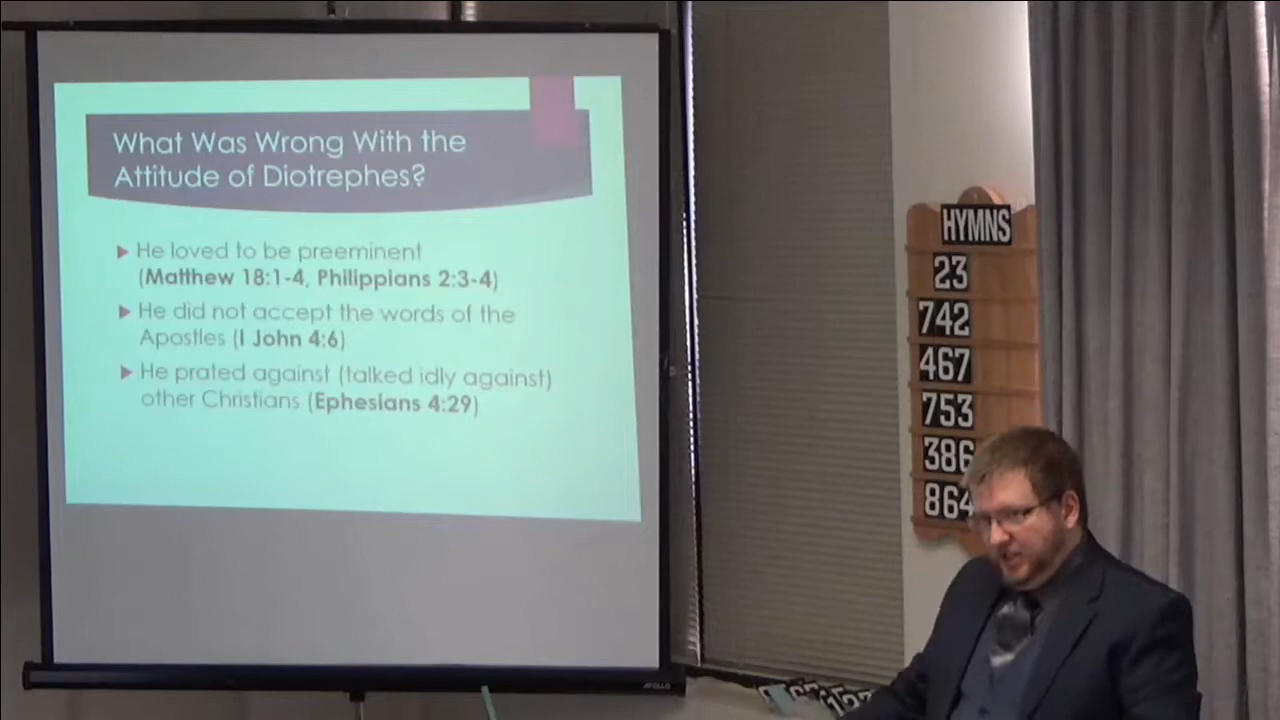 What Was Wrong With the
Attitude of Diotrephes?
▶ He loved to be preeminent
(Matthew 18:1-4, Philippians 2:3-4)
▶ He did not accept the words of the
Apostles (I John 4:6)
▶ He prated against (talked idly against)
other Christians (Ephesians 4:29)
HYMNS
23
742
467
753
386
864
APOLLO